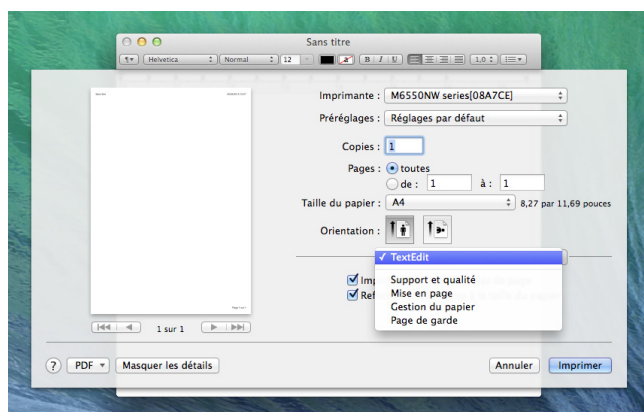 Sans titre
Helvetica Normal 12 B I U 1,0
Imprimante : M6550NW series[08A7CE]
Préréglages : Réglages par défaut
Copies : 1
Pages : toutes
de : 1 à : 1
Taille du papier : A4 8,27 par 11,69 pouces
Orientation :
✓ TextEdit
Imp
Ref
Support et qualité
Mise en page
Gestion du papier
Page de garde
1 sur 1
? PDF Masquer les détails Annuler Imprimer